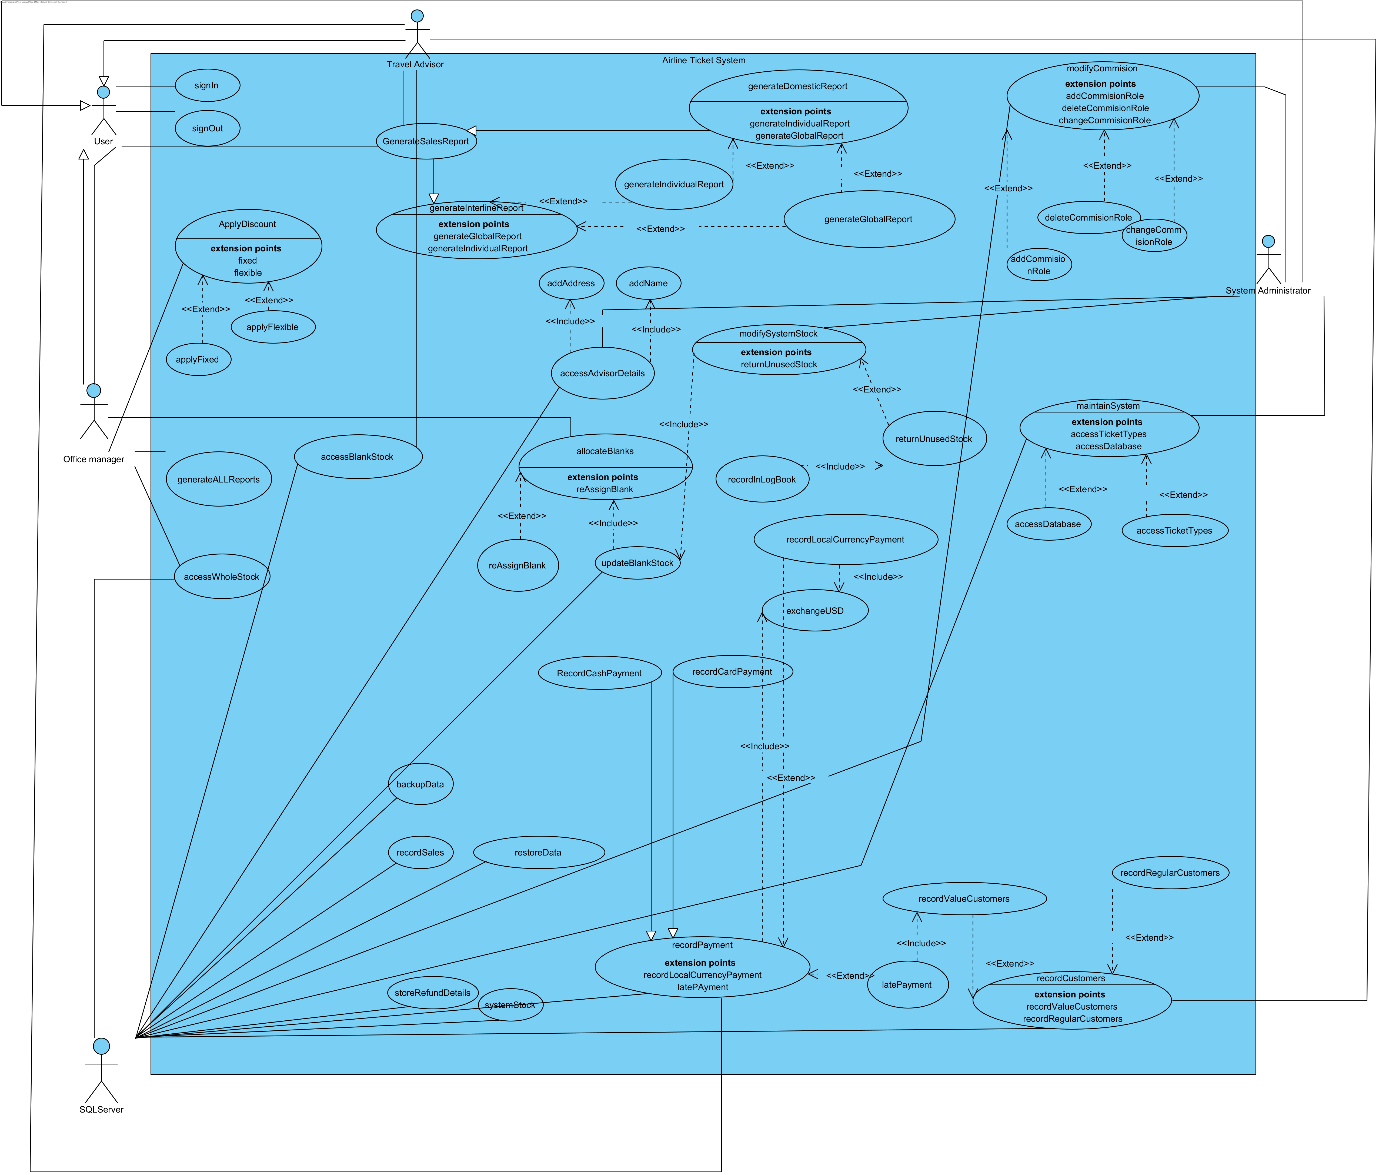 Travel Advisor
Airline Ticket System
signIn
signOut
User
GenerateSalesReport
generateDomesticReport
extension points
generateIndividualReport
generateGlobalReport
modifyCommision
extension points
addCommisionRole
deleteCommisionRole
changeCommisionRole
<<Extend>>
<<Extend>>
<<Extend>>
<<Extend>>
<<Extend>>
generateIndividualReport
<<Extend>>
<<Extend>>
generateInterlineReport
extension points
generateGlobalReport
generateIndividualReport
generateGlobalReport
deleteCommisionRole
changeComm
isionRole
addCommisio
nRole
ApplyDiscount
extension points
fixed
flexible
<<Extend>>
<<Extend>>
applyFlexible
applyFixed
addAddress
addName
<<Include>>
<<Include>>
accessAdvisorDetails
System Administrator
modifySystemStock
extension points
returnUnusedStock
<<Extend>>
<<Include>>
returnUnusedStock
maintainSystem
extension points
accessTicketTypes
accessDatabase
<<Extend>>
<<Extend>>
accessDatabase
accessTicketTypes
Office manager
accessBlankStock
generateALLReports
allocateBlanks
extension points
reAssignBlank
<<Include>>
recordInLogBook
<<Extend>>
<<Include>>
reAssignBlank
updateBlankStock
recordLocalCurrencyPayment
<<Include>>
accessWholeStock
exchangeUSD
RecordCashPayment
recordCardPayment
<<Include>>
<<Extend>>
backupData
recordSales
restoreData
recordRegularCustomers
recordValueCustomers
<<Extend>>
<<Include>>
<<Extend>>
recordPayment
extension points
recordLocalCurrencyPayment
latePAyment
<<Extend>>
latePayment
recordCustomers
extension points
recordValueCustomers
recordRegularCustomers
storeRefundDetails
systemStock
SQLServer